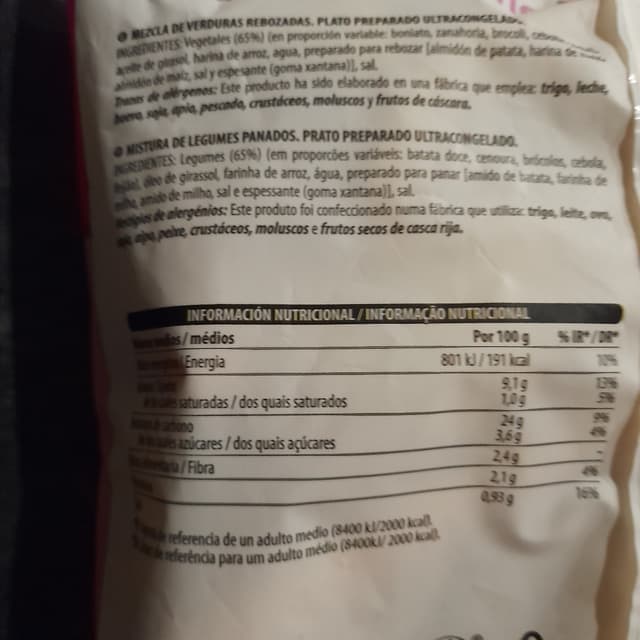 MEZCLA DE VERDURAS REBOZADAS. PLATO PREPARADO
INGREDIENTES: Vegetales (65%) (en proporción variable: boniato, zanahoria, brócoli,
aceite de girasol, harina de arroz, agua, preparado para rebozar [almidón de patata, harina de
almidón de maíz, sal y espesante (goma xantana)], sal.
Trazas de alérgenos: Este producto ha sido elaborado en una fábrica que emplea: trigo, leche,
huevo, soja, apio, pescado, crustáceos, moluscos y frutos de cáscara.
MISTURA DE LEGUMES PANADOS. PRATO PREPARADO ULTRACONGELADO.
INGREDIENTES: Legumes (65%) (em proporcões variáveis: batata doce, cenoura, brócolos, cebola,
óleo de girassol, farinha de arroz, água, preparado para panar [amido de batata, farinha de
amido de milho, sal e espessante (goma xantana)], sal.
de alergénios: Este produto foi confeccionado numa fábrica que utiliza: trigo, leite, ovo,
aipo, peixe, crustáceos, moluscos e frutos secos de casca rija.
INFORMACIÓN NUTRICIONAL / INFORMAÇÃO NUTRICIONAL
/ médios Por 100 g % IR* / DR*
Energia 801 kJ / 191 kcal 10%
9,1 g 13%
saturadas / dos quais saturados 1,0 g 5%
24 g 9%
azúcares / dos quais açúcares 3,6 g 4%
/ Fibra 2,4 g -
2,1 g 4%
0,93 g 16%
referencia de un adulto medio (8400 kJ/2000 kcal).
de referência para um adulto médio (8400kJ/ 2000 kcal).